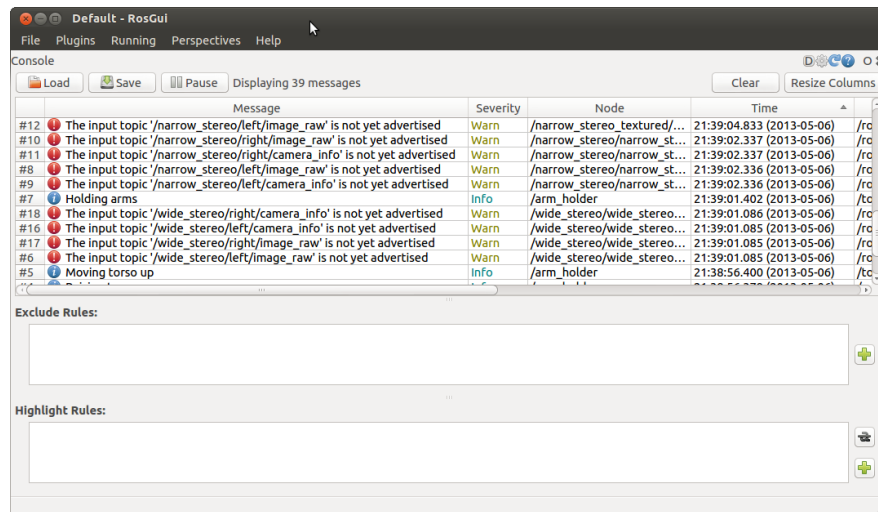 Default - RosGui
File Plugins Running Perspectives Help
Console D O
Load Save Pause Displaying 39 messages Clear Resize Columns
Message Severity Node Time
#12 The input topic '/narrow_stereo/left/image_raw' is not yet advertised Warn /narrow_stereo_textured/... 21:39:04.833 (2013-05-06) /ro
#10 The input topic '/narrow_stereo/right/image_raw' is not yet advertised Warn /narrow_stereo/narrow_st... 21:39:02.337 (2013-05-06) /ro
#11 The input topic '/narrow_stereo/right/camera_info' is not yet advertised Warn /narrow_stereo/narrow_st... 21:39:02.337 (2013-05-06) /ro
#8 The input topic '/narrow_stereo/left/image_raw' is not yet advertised Warn /narrow_stereo/narrow_st... 21:39:02.336 (2013-05-06) /ro
#9 The input topic '/narrow_stereo/left/camera_info' is not yet advertised Warn /narrow_stereo/narrow_st... 21:39:02.336 (2013-05-06) /ro
#7 Holding arms Info /arm_holder 21:39:01.402 (2013-05-06) /to
#18 The input topic '/wide_stereo/right/camera_info' is not yet advertised Warn /wide_stereo/wide_stereo... 21:39:01.086 (2013-05-06) /ro
#16 The input topic '/wide_stereo/left/camera_info' is not yet advertised Warn /wide_stereo/wide_stereo... 21:39:01.085 (2013-05-06) /ro
#17 The input topic '/wide_stereo/right/image_raw' is not yet advertised Warn /wide_stereo/wide_stereo... 21:39:01.085 (2013-05-06) /ro
#6 The input topic '/wide_stereo/left/image_raw' is not yet advertised Warn /wide_stereo/wide_stereo... 21:39:01.085 (2013-05-06) /ro
#5 Moving torso up Info /arm_holder 21:38:56.400 (2013-05-06) /to
Exclude Rules:
Highlight Rules: